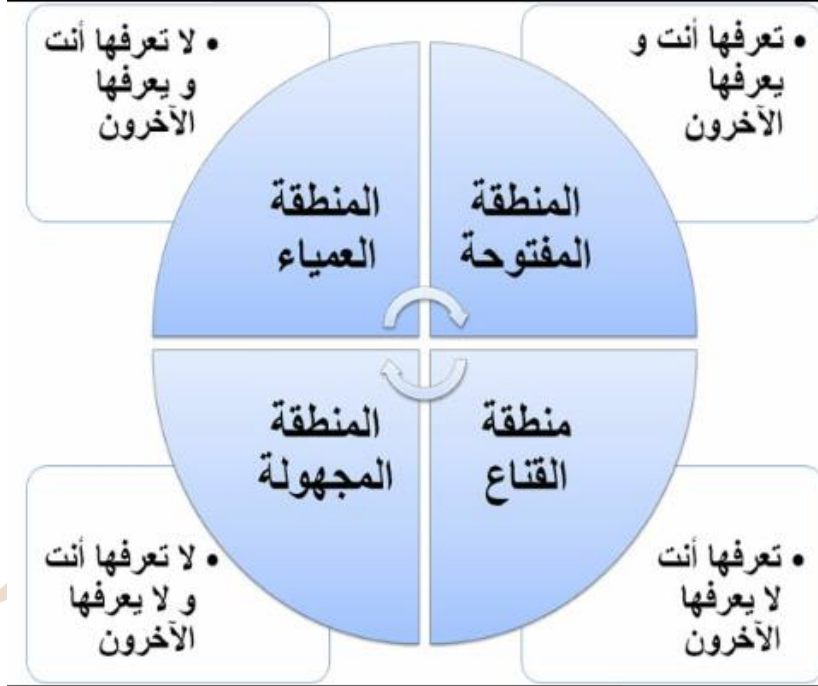 • تعرفها أنت و
يعرفها
الآخرون
المنطقة
المفتوحة
• لا تعرفها أنت
و يعرفها
الآخرون
المنطقة
العمياء
منطقة
القناع
• تعرفها أنت
لا يعرفها
الآخرون
المنطقة
المجهولة
• لا تعرفها أنت
و لا يعرفها
الآخرون